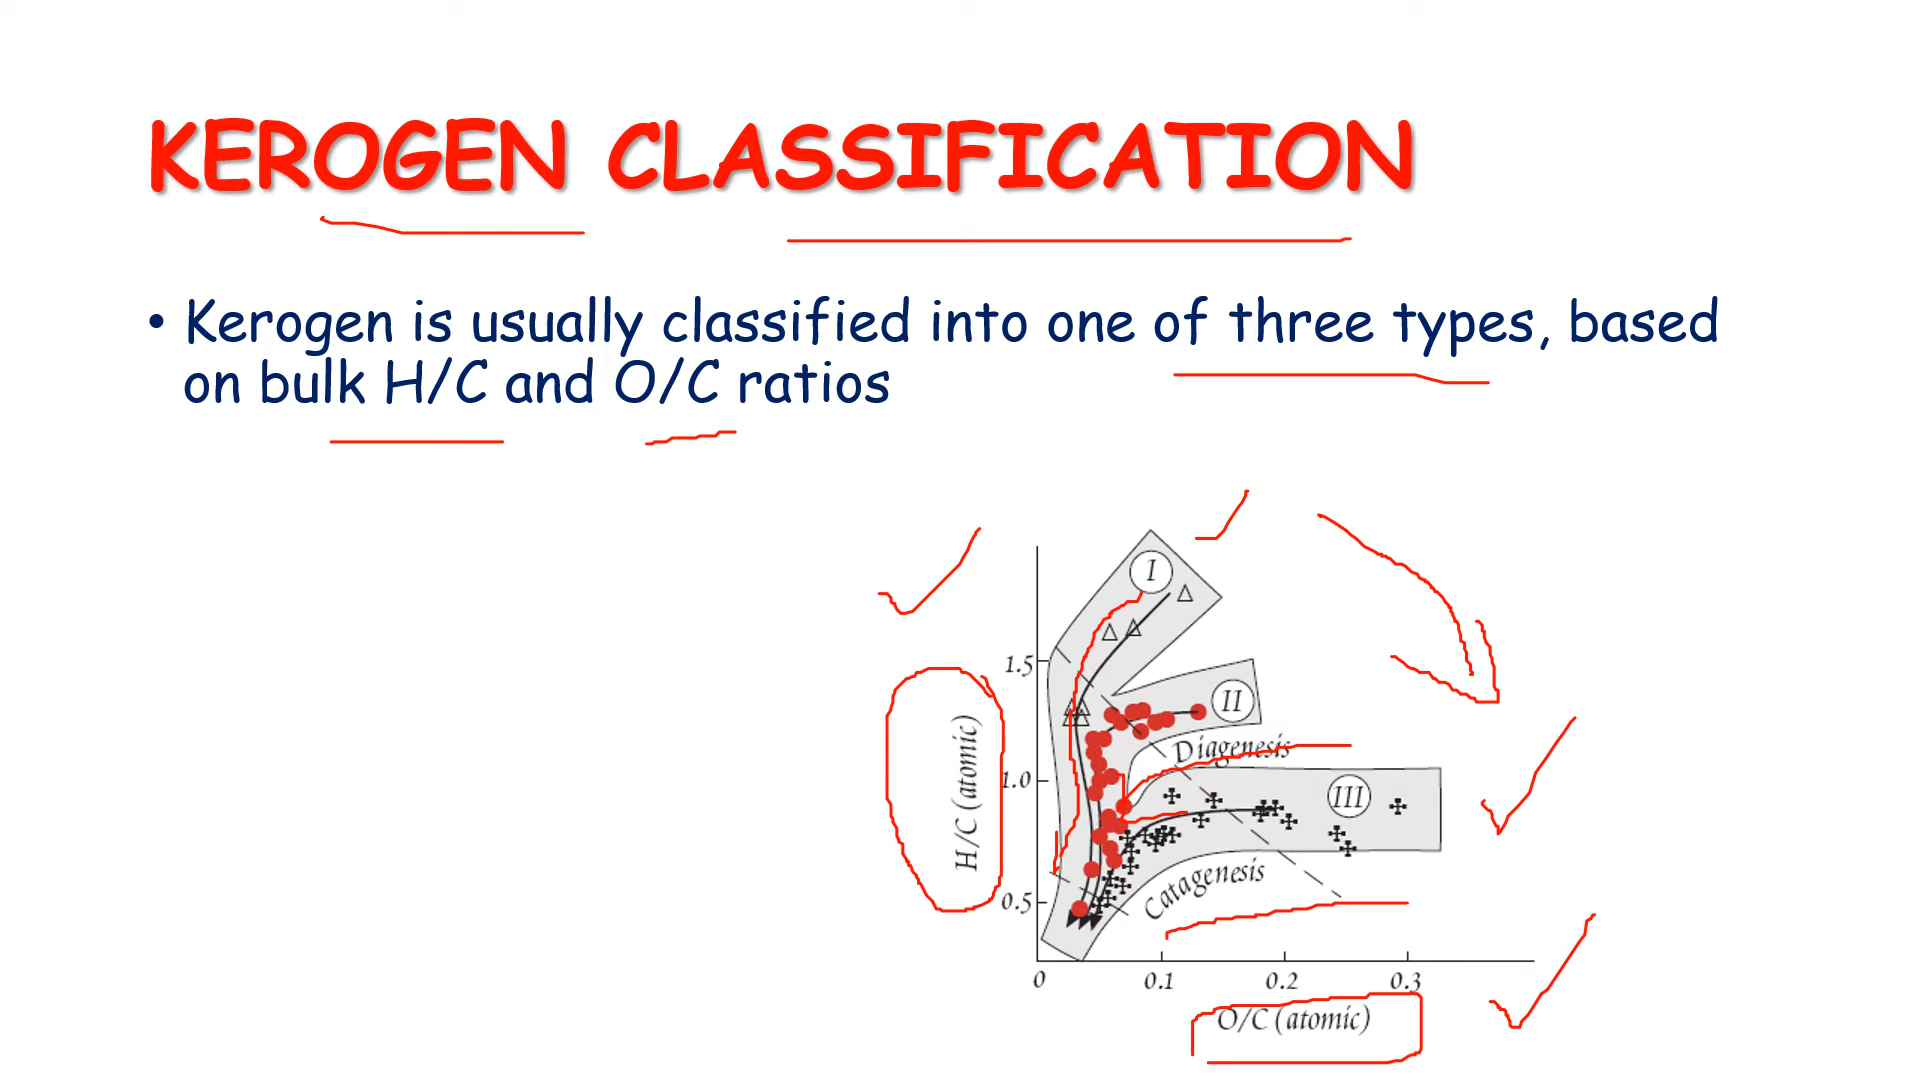 KEROGEN CLASSIFICATION
• Kerogen is usually classified into one of three types, based
on bulk H/C and O/C ratios
I
II
III
Diagenesis
Catagenesis
H/C (atomic)
1.5
1.0
0.5
0 0.1 0.2 0.3
O/C (atomic)